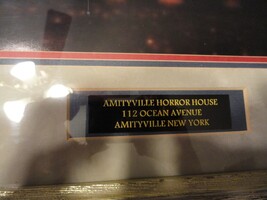 AMITYVILLE HORROR HOUSE
112 OCEAN AVENUE
AMITYVILLE NEW YORK